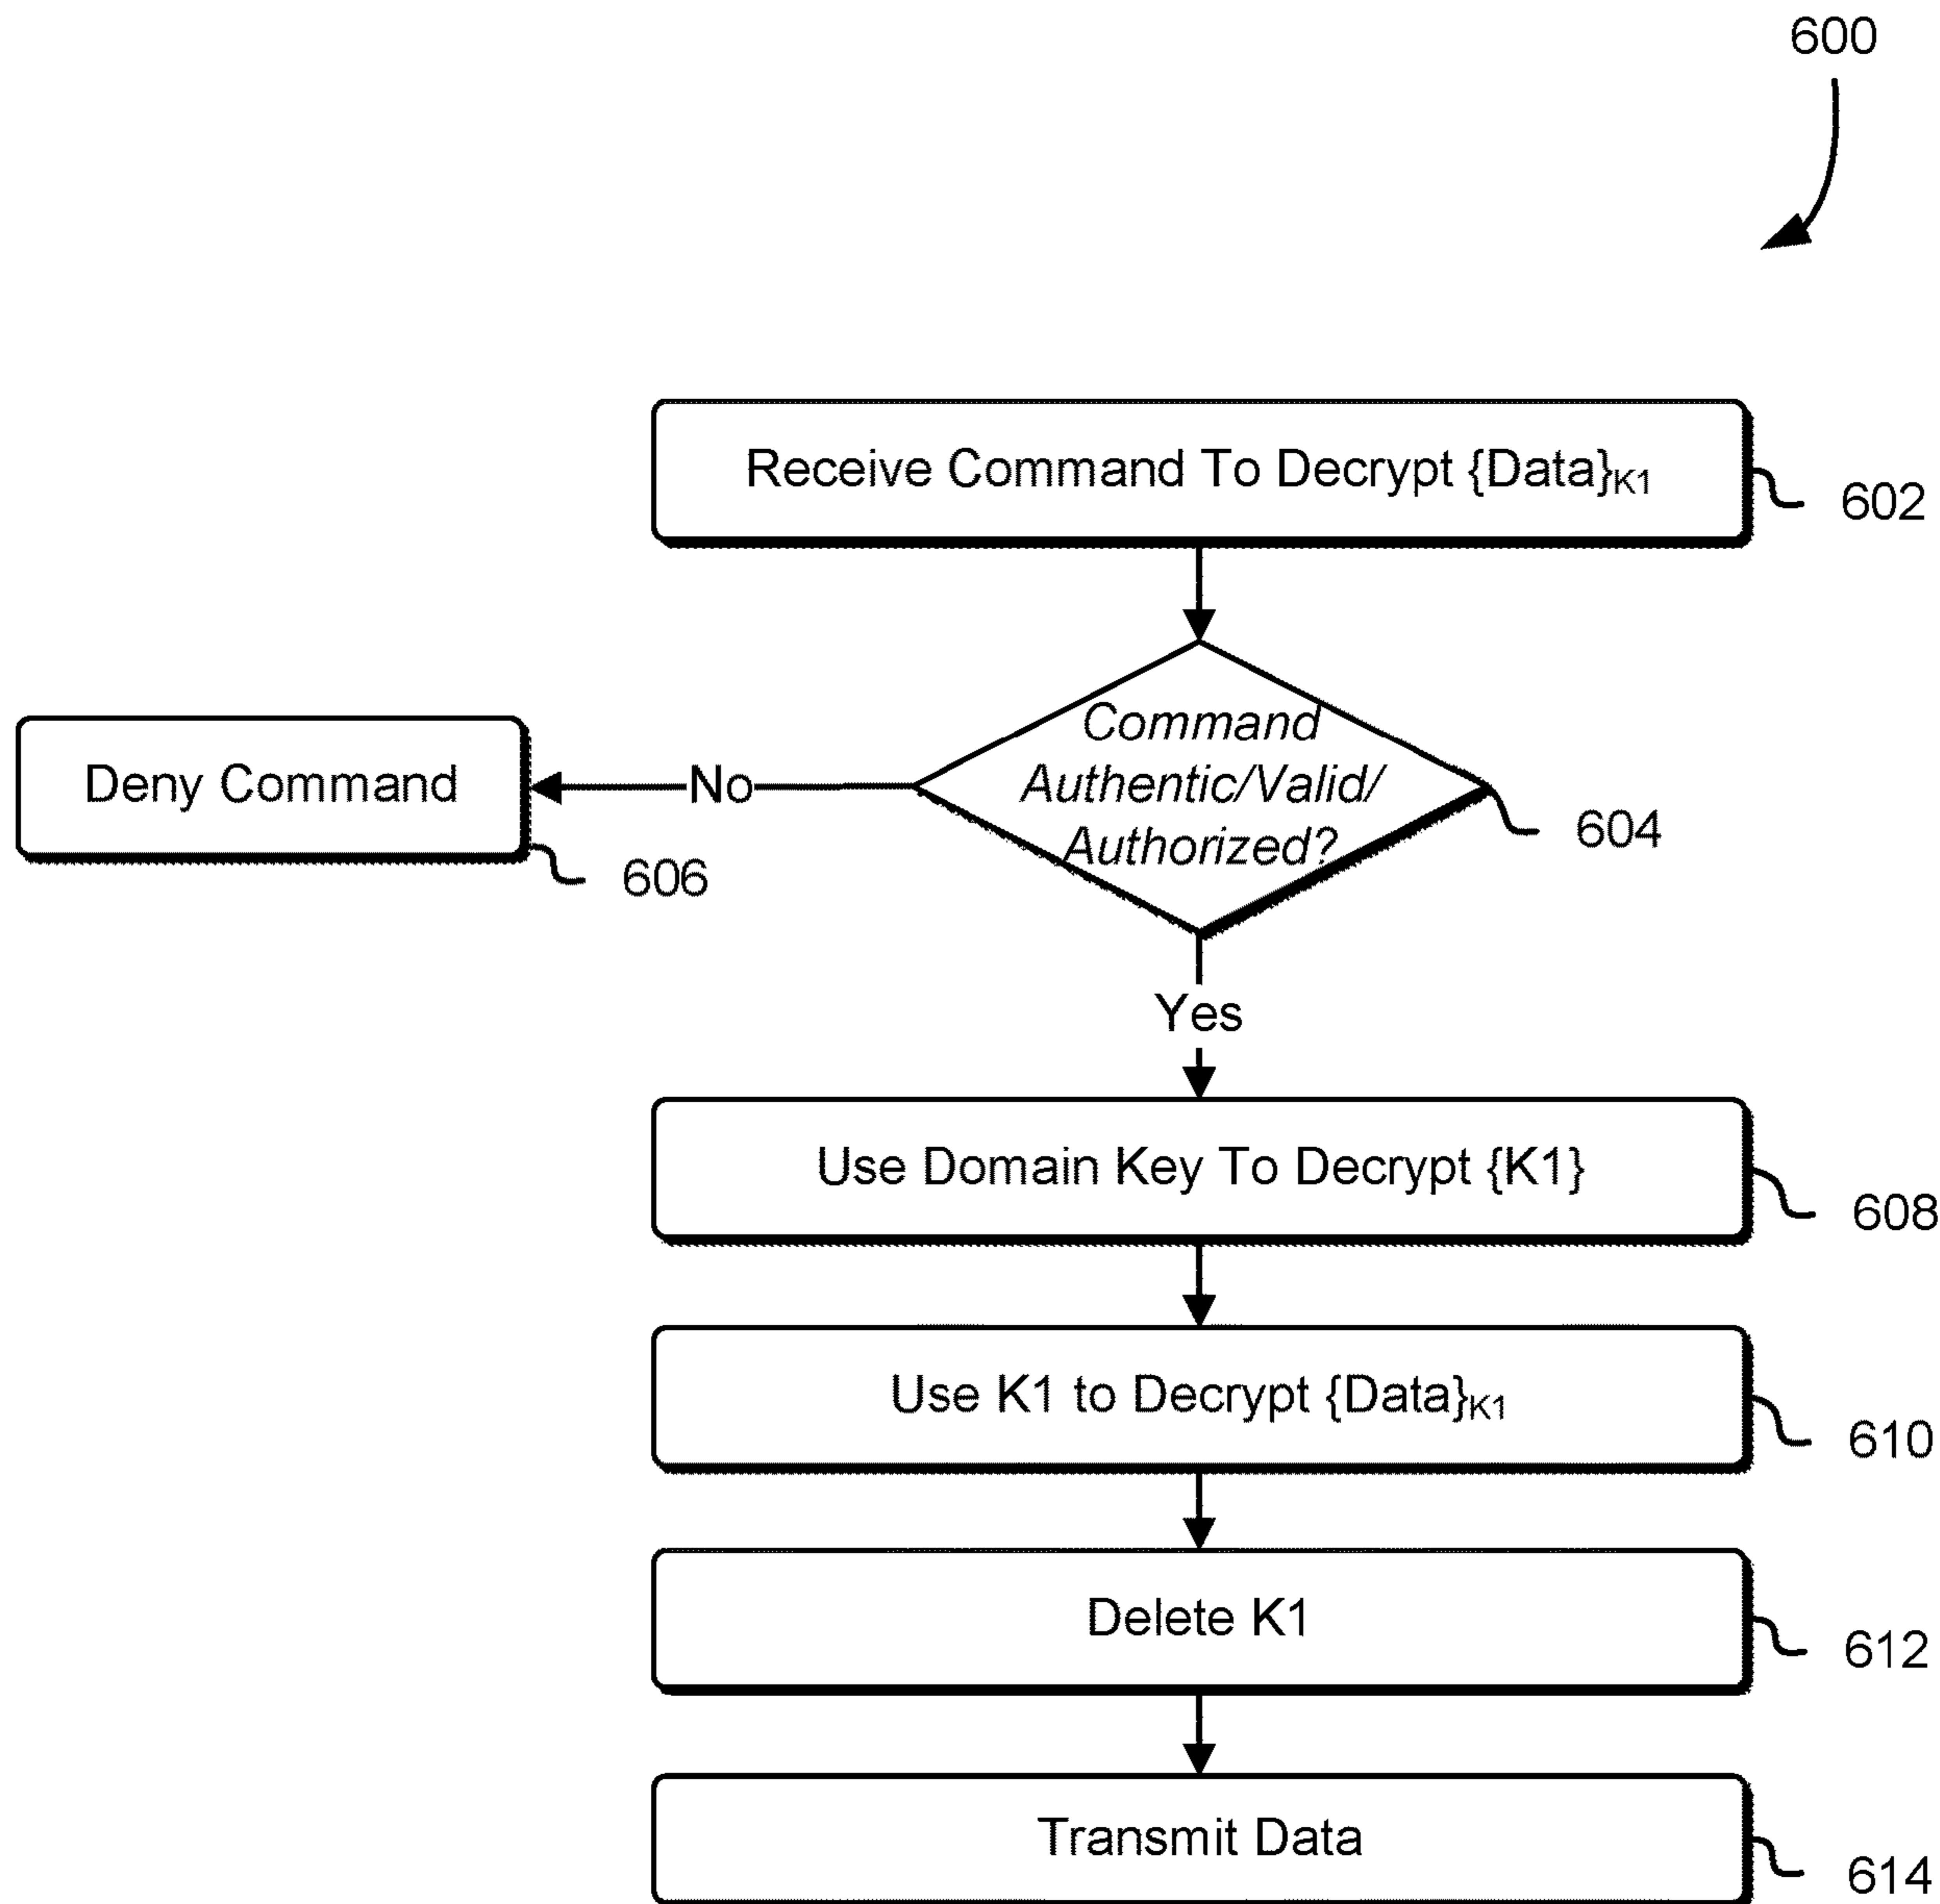 600
Receive Command To Decrypt {Data}K1
602
Command
Authentic/Valid/
Authorized?
604
No
Deny Command
606
Yes
Use Domain Key To Decrypt {K1}
608
Use K1 to Decrypt {Data}K1
610
Delete K1
612
Transmit Data
614